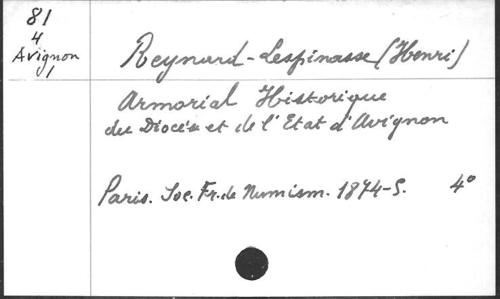 81
4
Avignon
1
Reynard-Lespinasse (Henri)
Armorial Historique
du Diocèse et de l'Etat d'Avignon
Paris. Soc. Fr. de Numism. 1874-5. 4°